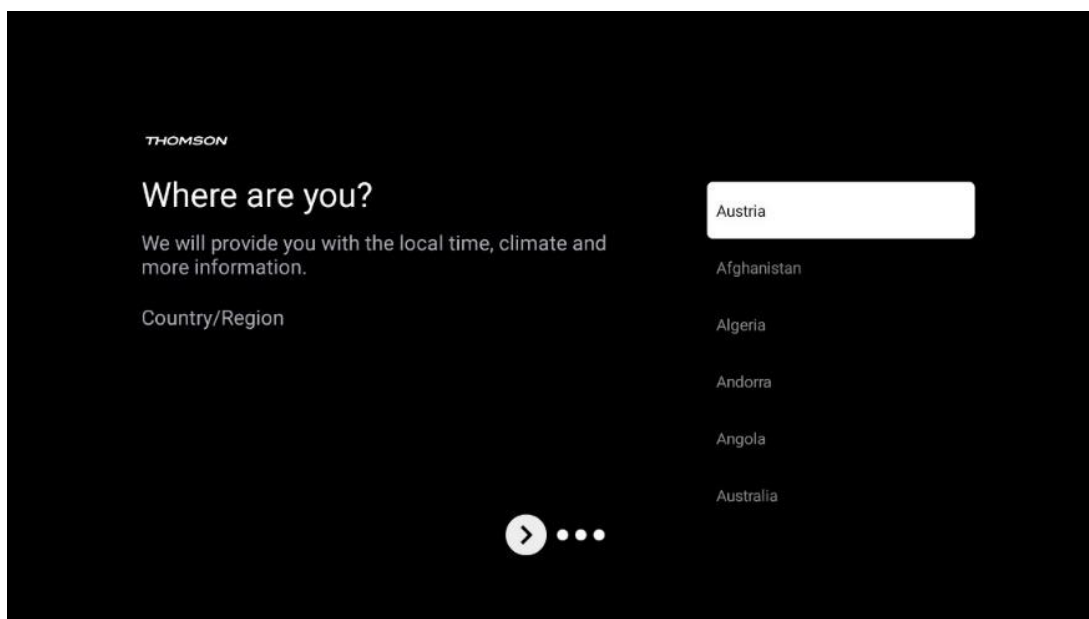 THOMSON
Where are you?
We will provide you with the local time, climate and
more information.
Country/Region
Austria
Afghanistan
Algeria
Andorra
Angola
Australia